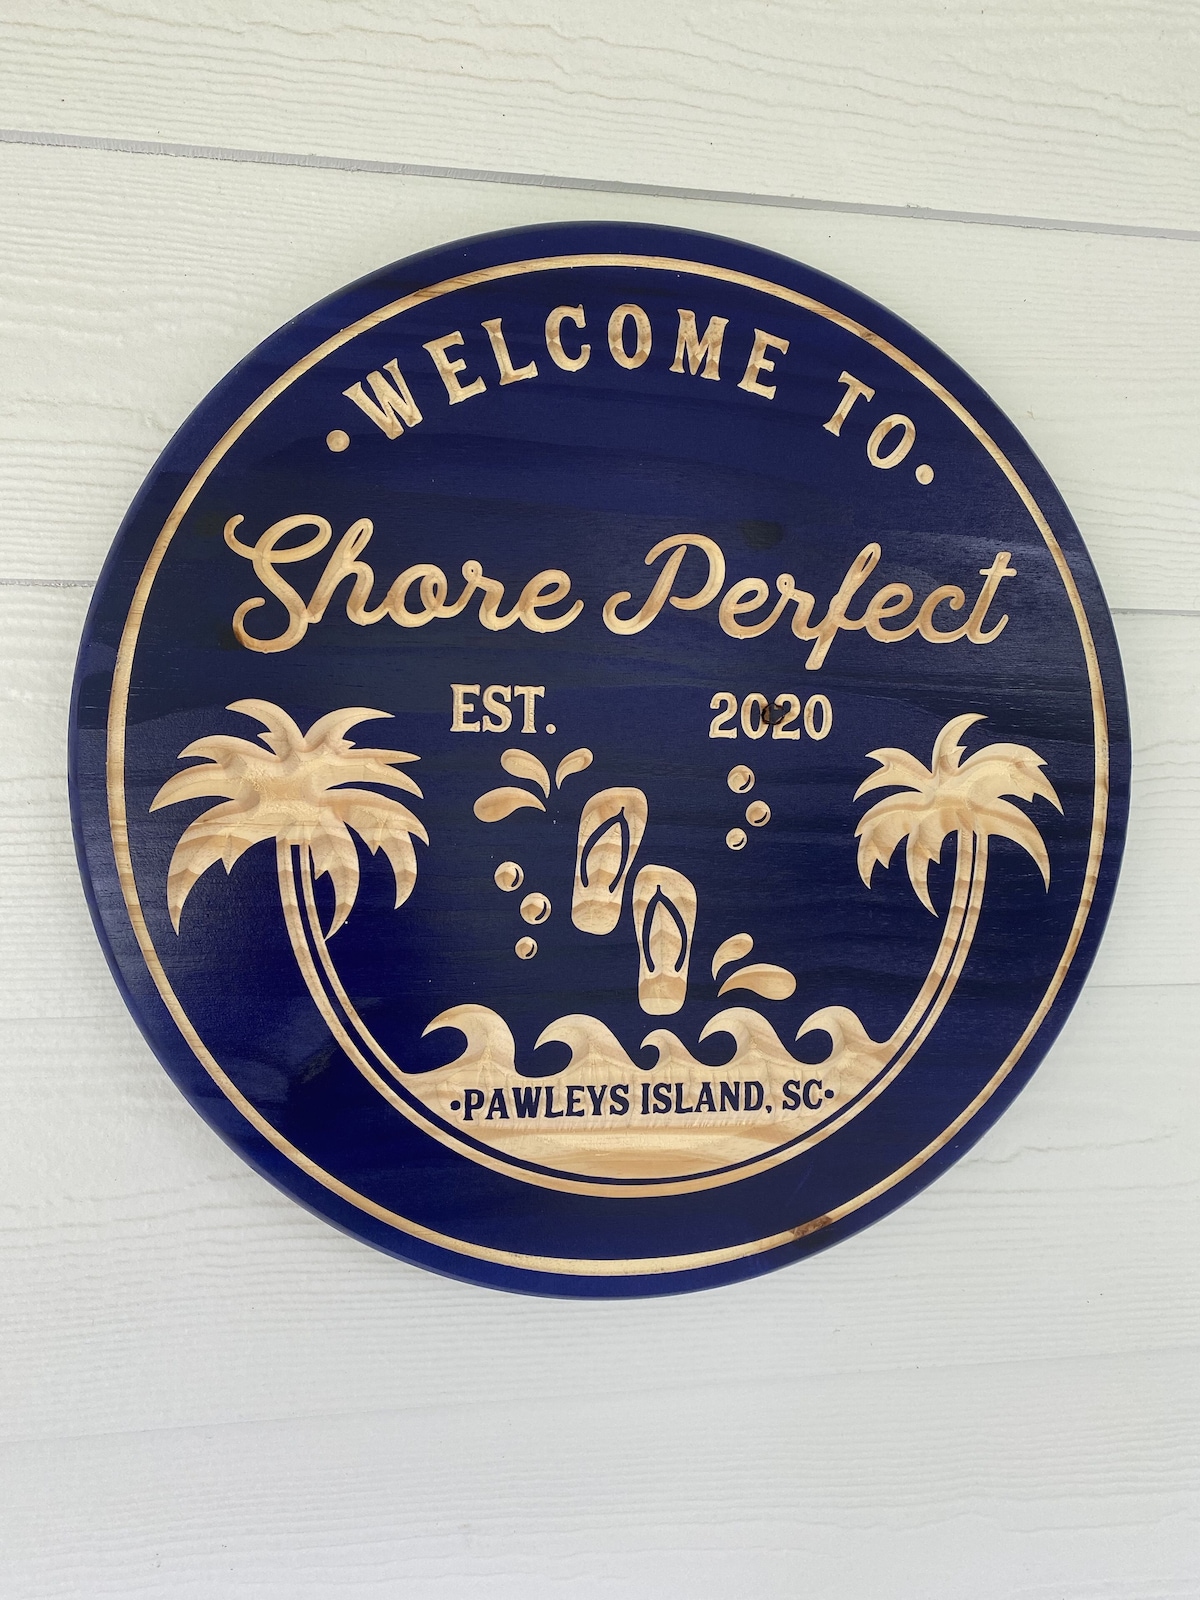 •WELCOME TO•
Shore Perfect
EST. 2020
•PAWLEYS ISLAND, SC•